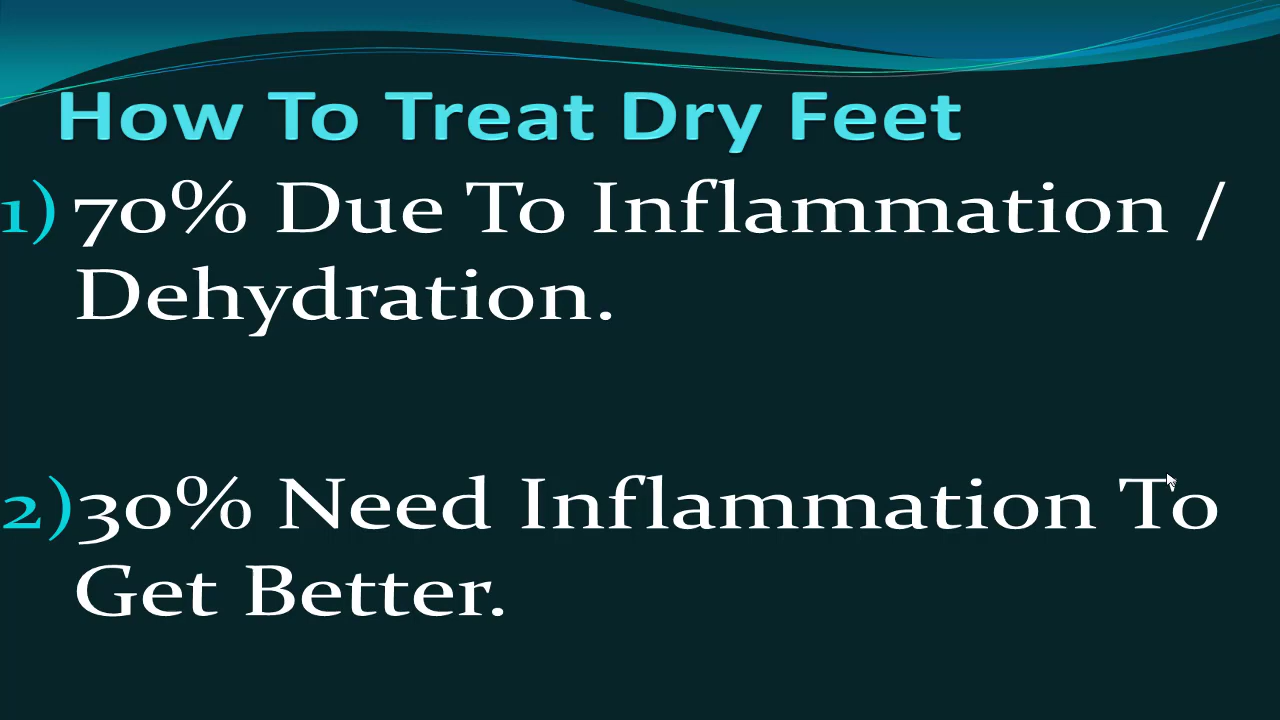 How To Treat Dry Feet
1) 70% Due To Inflammation /
Dehydration.
2)30% Need Inflammation To
Get Better.